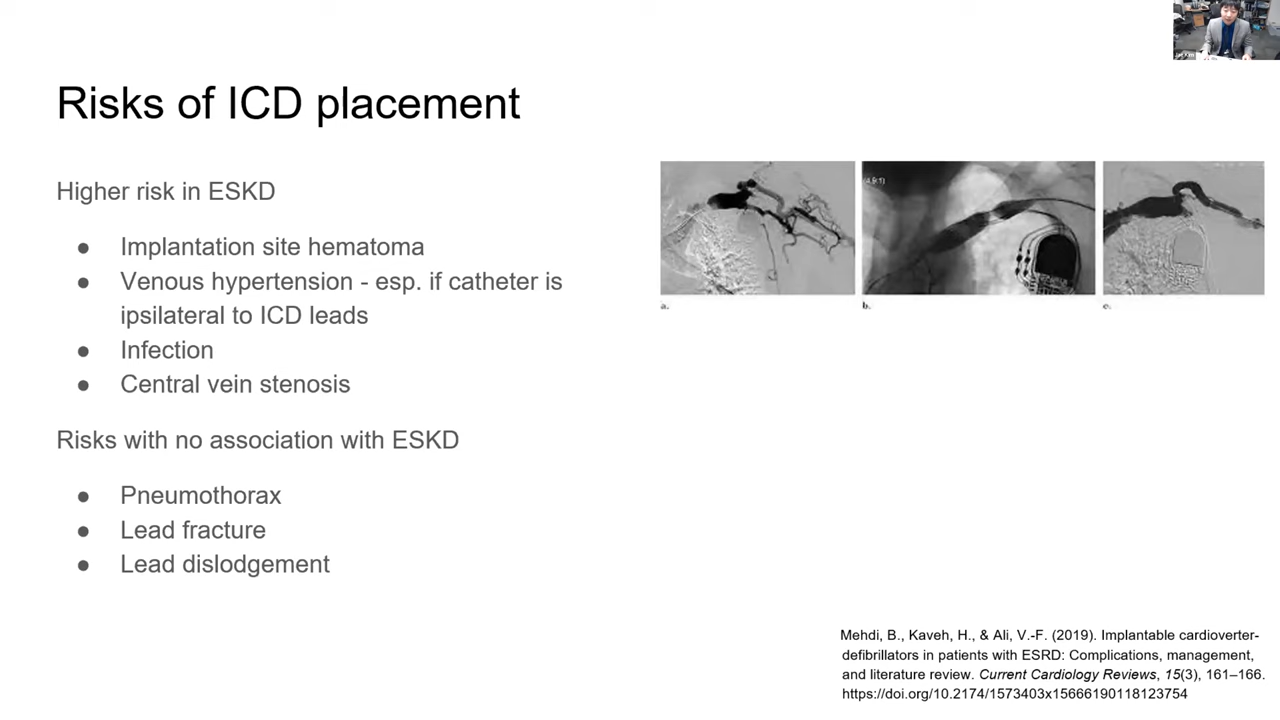 Risks of ICD placement
Higher risk in ESKD
● Implantation site hematoma
● Venous hypertension - esp. if catheter is
ipsilateral to ICD leads
● Infection
● Central vein stenosis
Risks with no association with ESKD
● Pneumothorax
● Lead fracture
● Lead dislodgement
a.
b.
Mehdi, B., Kaveh, H., & Ali, V.-F. (2019). Implantable cardioverter-
defibrillators in patients with ESRD: Complications, management,
and literature review. Current Cardiology Reviews, 15(3), 161–166.
https://doi.org/10.2174/1573403x15666190118123754